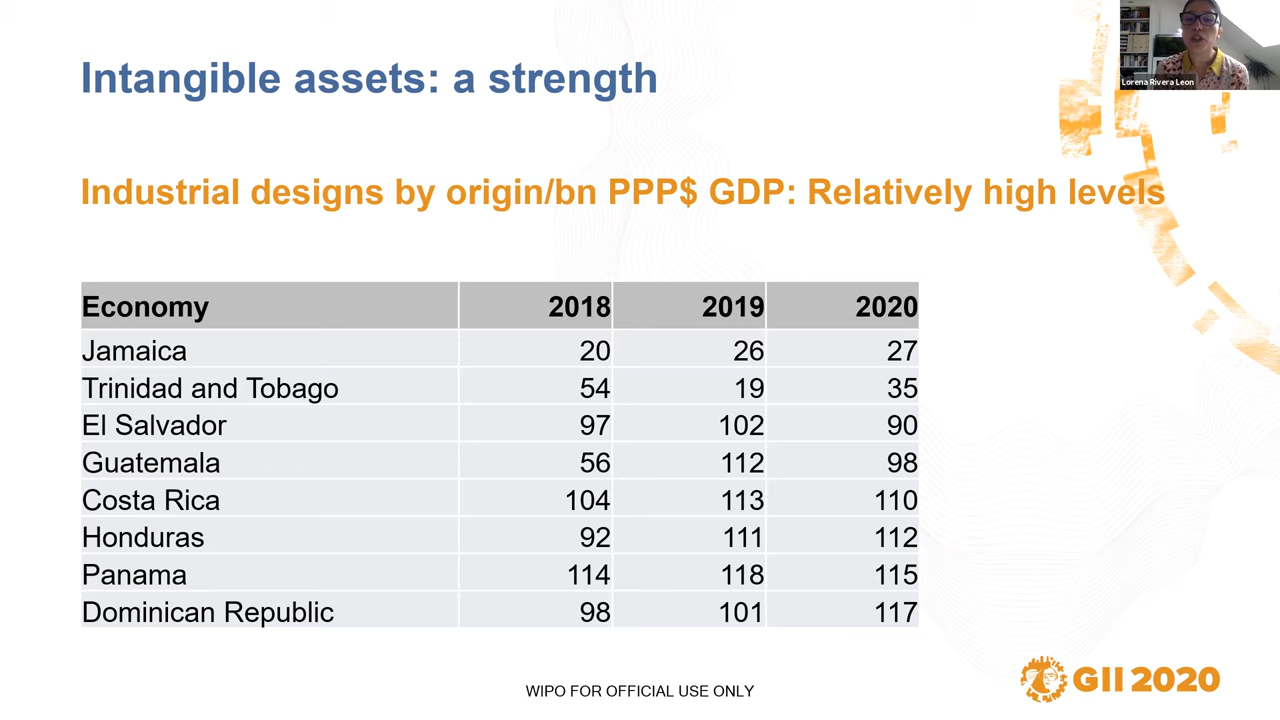 Intangible assets: a strength
Lorena Rivera Leon
Industrial designs by origin/bn PPP$ GDP: Relatively high levels
Economy 2018 2019 2020
Jamaica 20 26 27
Trinidad and Tobago 54 19 35
El Salvador 97 102 90
Guatemala 56 112 98
Costa Rica 104 113 110
Honduras 92 111 112
Panama 114 118 115
Dominican Republic 98 101 117
WIPO FOR OFFICIAL USE ONLY
GII 2020